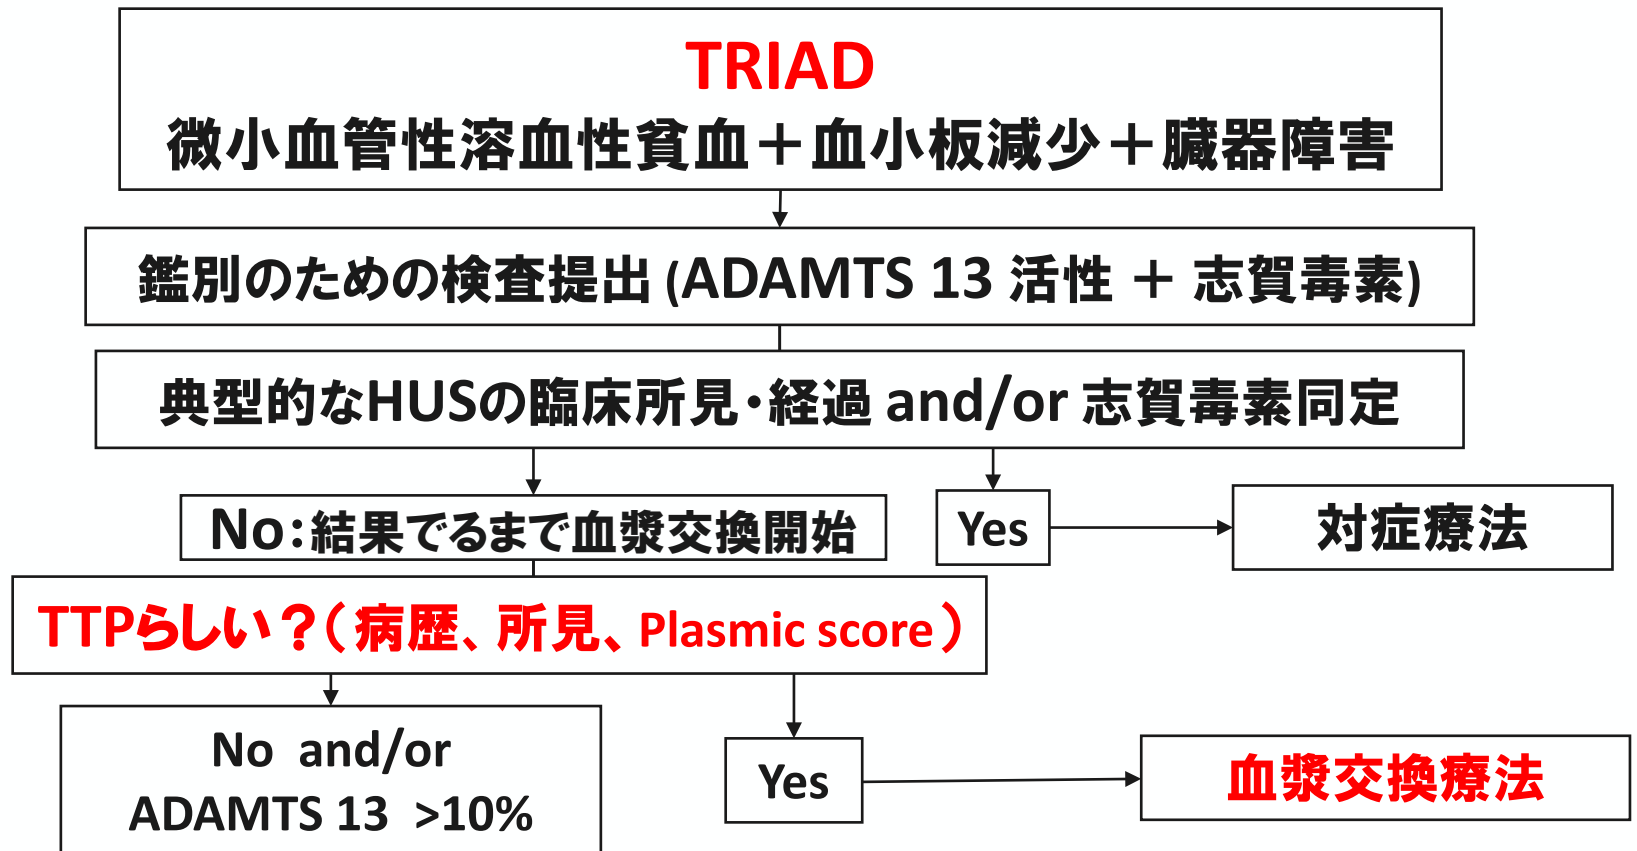 TRIAD
微小血管性溶血性貧血＋血小板減少＋臓器障害
鑑別のための検査提出 (ADAMTS 13 活性 ＋ 志賀毒素)
典型的なHUSの臨床所見・経過 and/or 志賀毒素同定
No：結果でるまで血漿交換開始
Yes
対症療法
TTPらしい？（病歴、所見、Plasmic score）
No and/or
ADAMTS 13 >10%
Yes
血漿交換療法